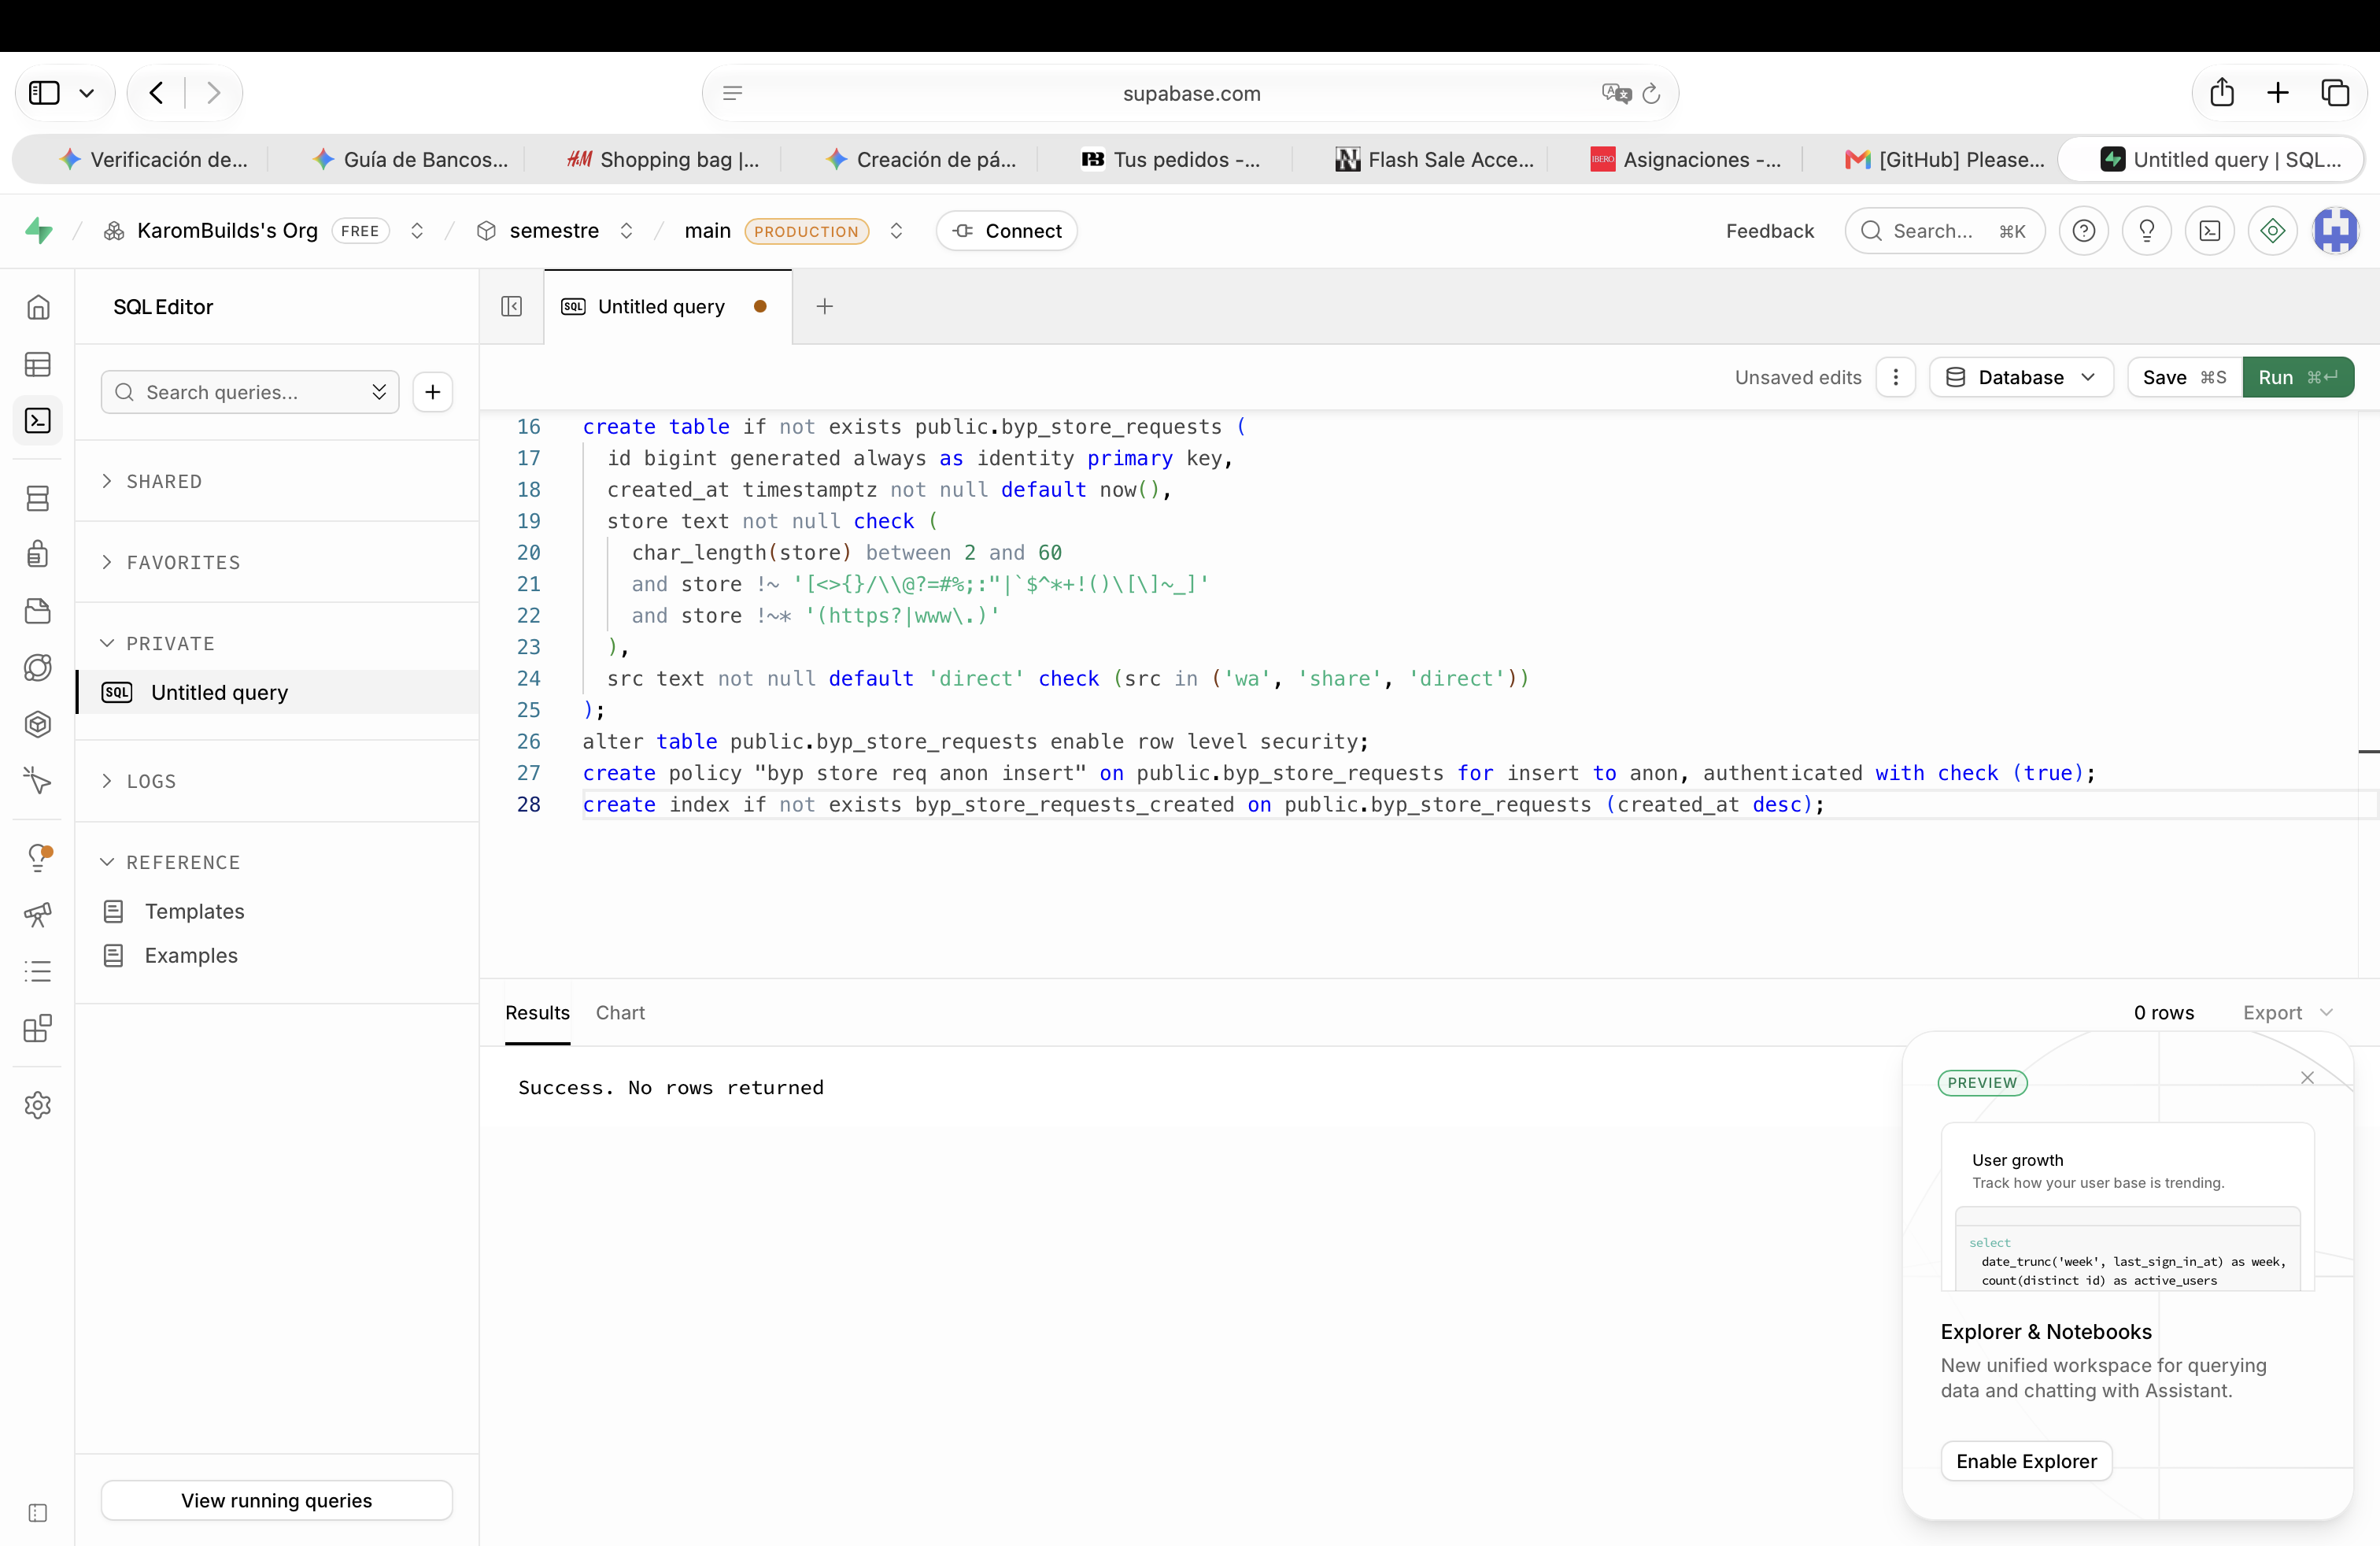 supabase.com
Verificación de...
Guía de Bancos...
H&M Shopping bag |...
Creación de pá...
Tus pedidos -...
Flash Sale Acce...
IBERO Asignaciones -...
[GitHub] Please...
Untitled query | SQL...
/ KaromBuilds's Org FREE / semestre / main PRODUCTION Connect
Feedback Search... ⌘K
SQL Editor
SQL Untitled query
Search queries...
Unsaved edits Database Save ⌘S Run ⌘↵
SHARED
FAVORITES
PRIVATE
SQL Untitled query
LOGS
REFERENCE
Templates
Examples
View running queries
16 create table if not exists public.byp_store_requests (
17 id bigint generated always as identity primary key,
18 created_at timestamptz not null default now(),
19 store text not null check (
20 char_length(store) between 2 and 60
21 and store !~ '[<>{}/\\@?=#%;:"|`$^*+!()\[\]~_]'
22 and store !~* '(https?|www\.)'
23 ),
24 src text not null default 'direct' check (src in ('wa', 'share', 'direct'))
25 );
26 alter table public.byp_store_requests enable row level security;
27 create policy "byp store req anon insert" on public.byp_store_requests for insert to anon, authenticated with check (true);
28 create index if not exists byp_store_requests_created on public.byp_store_requests (created_at desc);
Results Chart
0 rows Export
Success. No rows returned
PREVIEW
User growth
Track how your user base is trending.
select
date_trunc('week', last_sign_in_at) as week,
count(distinct id) as active_users
Explorer & Notebooks
New unified workspace for querying
data and chatting with Assistant.
Enable Explorer